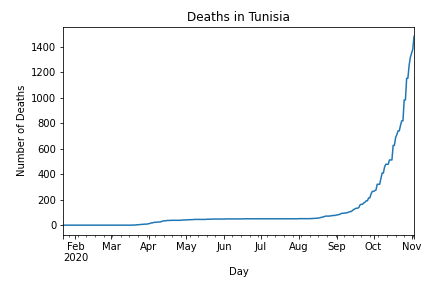 Deaths in Tunisia
Number of Deaths
1400
1200
1000
800
600
400
200
0
Feb Mar Apr May Jun Jul Aug Sep Oct Nov
2020
Day